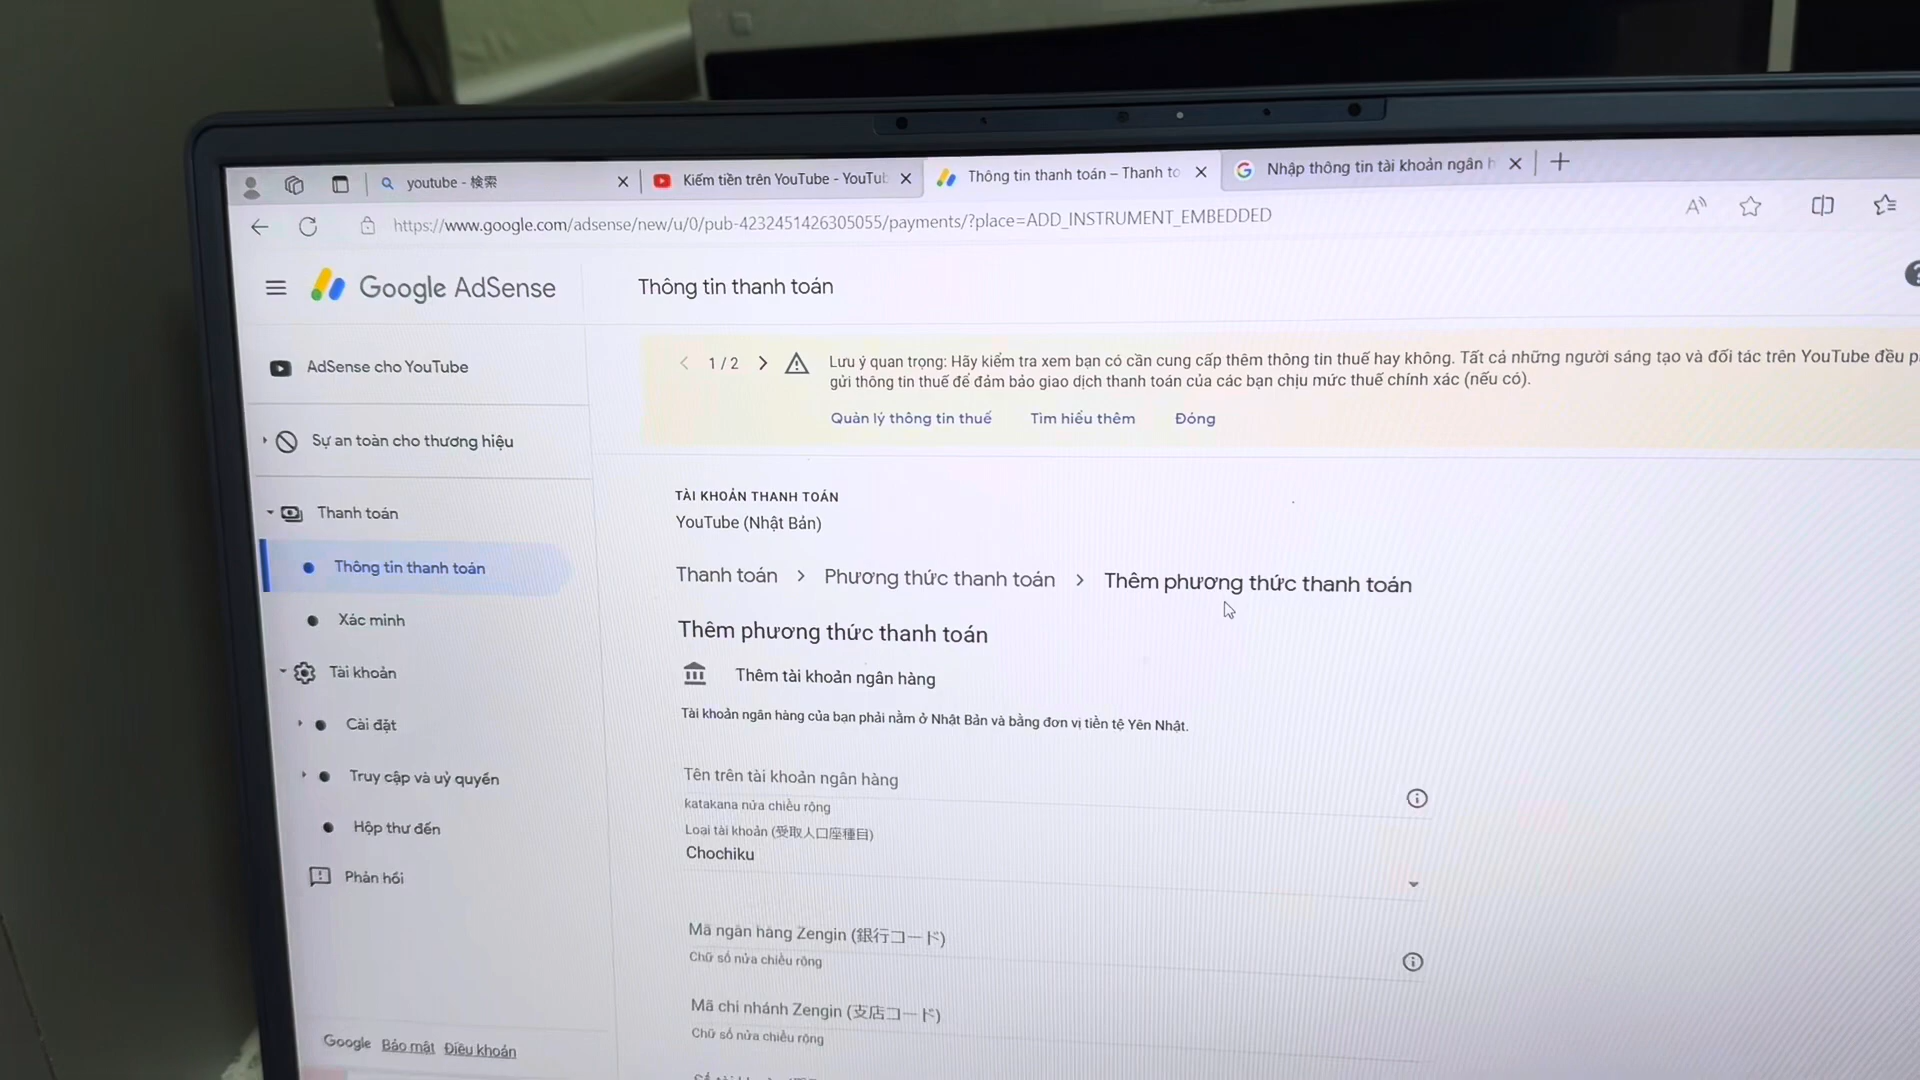 youtube - 検索
Kiếm tiền trên YouTube - YouTub
Thông tin thanh toán – Thanh to
Nhập thông tin tài khoản ngân h
https://www.google.com/adsense/new/u/0/pub-4232451426305055/payments/?place=ADD_INSTRUMENT_EMBEDDED
Google AdSense
Thông tin thanh toán
AdSense cho YouTube
Sự an toàn cho thương hiệu
Thanh toán
Thông tin thanh toán
Xác minh
Tài khoản
Cài đặt
Truy cập và uỷ quyền
Hộp thư đến
Phản hồi
Google Bảo mật Điều khoản
1 / 2
Lưu ý quan trọng: Hãy kiểm tra xem bạn có cần cung cấp thêm thông tin thuế hay không. Tất cả những người sáng tạo và đối tác trên YouTube đều p
gửi thông tin thuế để đảm bảo giao dịch thanh toán của các bạn chịu mức thuế chính xác (nếu có).
Quản lý thông tin thuế Tìm hiểu thêm Đóng
TÀI KHOẢN THANH TOÁN
YouTube (Nhật Bản)
Thanh toán > Phương thức thanh toán > Thêm phương thức thanh toán
Thêm phương thức thanh toán
Thêm tài khoản ngân hàng
Tài khoản ngân hàng của bạn phải nằm ở Nhật Bản và bằng đơn vị tiền tệ Yên Nhật.
Tên trên tài khoản ngân hàng
katakana nửa chiều rộng
Loại tài khoản (受取人口座種目)
Chochiku
Mã ngân hàng Zengin (銀行コード)
Chữ số nửa chiều rộng
Mã chi nhánh Zengin (支店コード)
Chữ số nửa chiều rộng